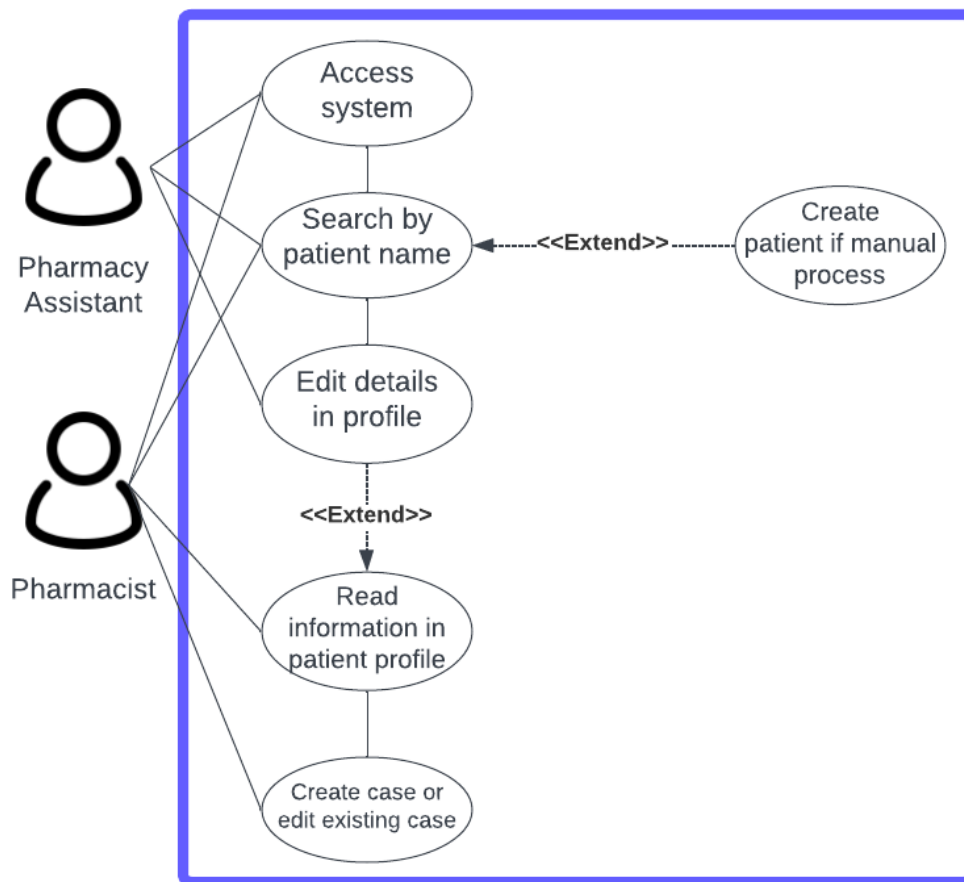 Access
system
Pharmacy
Assistant
Search by
patient name
<<Extend>>
Create
patient if manual
process
Edit details
in profile
<<Extend>>
Pharmacist
Read
information in
patient profile
Create case or
edit existing case